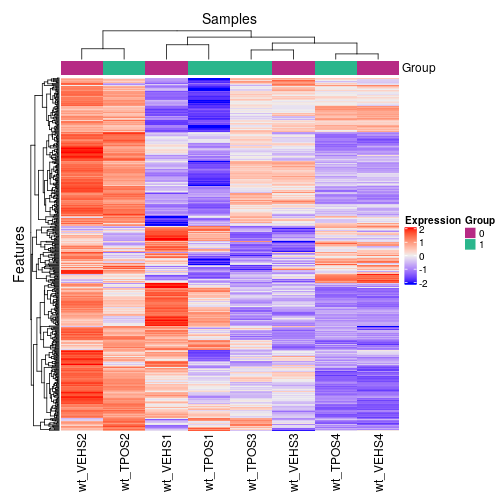 Samples
Group
Features
Expression
2
1
0
-1
-2
Group
0
1
wt_VEHS2
wt_TPOS2
wt_VEHS1
wt_TPOS1
wt_TPOS3
wt_VEHS3
wt_TPOS4
wt_VEHS4